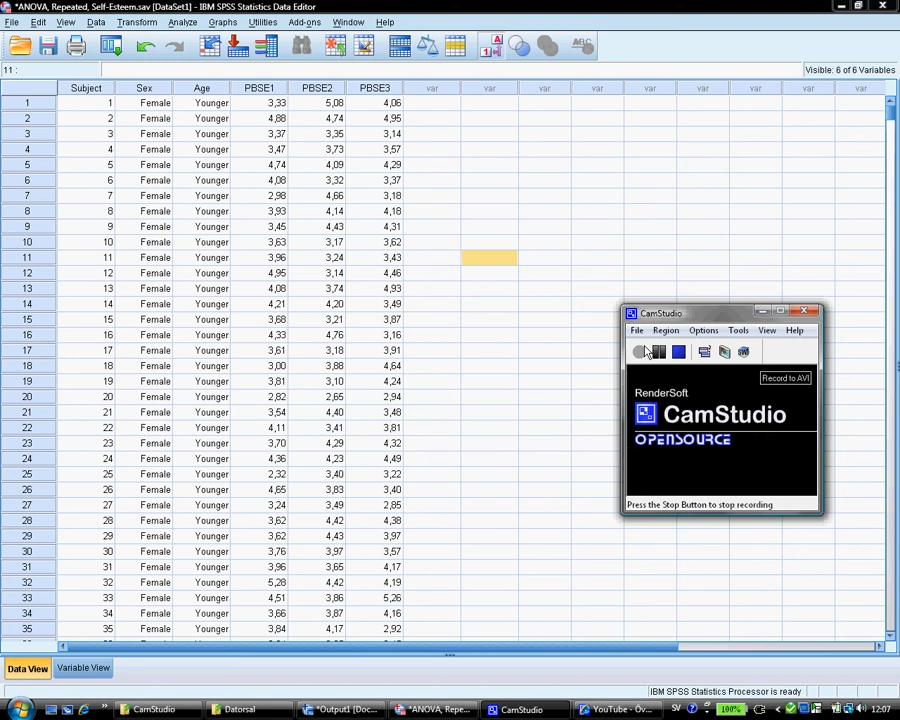 *ANOVA, Repeated, Self-Esteem.sav [DataSet1] - IBM SPSS Statistics Data Editor
File Edit View Data Transform Analyze Graphs Utilities Add-ons Window Help
11 :
Visible: 6 of 6 Variables
Subject Sex Age PBSE1 PBSE2 PBSE3 var var var var var var var var
1 1 Female Younger 3,33 5,08 4,06
2 2 Female Younger 4,88 4,74 4,95
3 3 Female Younger 3,37 3,35 3,14
4 4 Female Younger 3,47 3,73 3,57
5 5 Female Younger 4,74 4,09 4,29
6 6 Female Younger 4,08 3,32 3,37
7 7 Female Younger 2,98 4,66 3,18
8 8 Female Younger 3,93 4,14 4,18
9 9 Female Younger 3,45 4,43 4,31
10 10 Female Younger 3,63 3,17 3,62
11 11 Female Younger 3,96 3,24 3,43
12 12 Female Younger 4,95 3,14 4,46
13 13 Female Younger 4,08 3,74 4,93
14 14 Female Younger 4,21 4,20 3,49
15 15 Female Younger 3,68 3,21 3,87
16 16 Female Younger 4,33 4,76 3,16
17 17 Female Younger 3,61 3,18 3,91
18 18 Female Younger 3,00 3,88 4,64
19 19 Female Younger 3,81 3,10 4,24
20 20 Female Younger 2,82 2,65 2,94
21 21 Female Younger 3,54 4,40 3,48
22 22 Female Younger 4,11 3,41 3,81
23 23 Female Younger 3,70 4,29 4,32
24 24 Female Younger 4,36 4,23 4,49
25 25 Female Younger 2,32 3,40 3,22
26 26 Female Younger 4,65 3,83 3,40
27 27 Female Younger 3,24 3,49 2,85
28 28 Female Younger 3,62 4,42 4,38
29 29 Female Younger 3,62 4,43 3,97
30 30 Female Younger 3,76 3,97 3,57
31 31 Female Younger 3,96 3,65 4,17
32 32 Female Younger 5,28 4,42 4,19
33 33 Female Younger 4,51 3,86 5,26
34 34 Female Younger 3,66 3,87 4,16
35 35 Female Younger 3,84 4,17 2,92
CamStudio
File Region Options Tools View Help
Record to AVI
RenderSoft
CamStudio
OPENSOURCE
Press the Stop Button to stop recording
Data View Variable View
IBM SPSS Statistics Processor is ready
CamStudio Datorsal *Output1 [Doc... *ANOVA, Repe... CamStudio YouTube - Öv... SV 100% 12:07